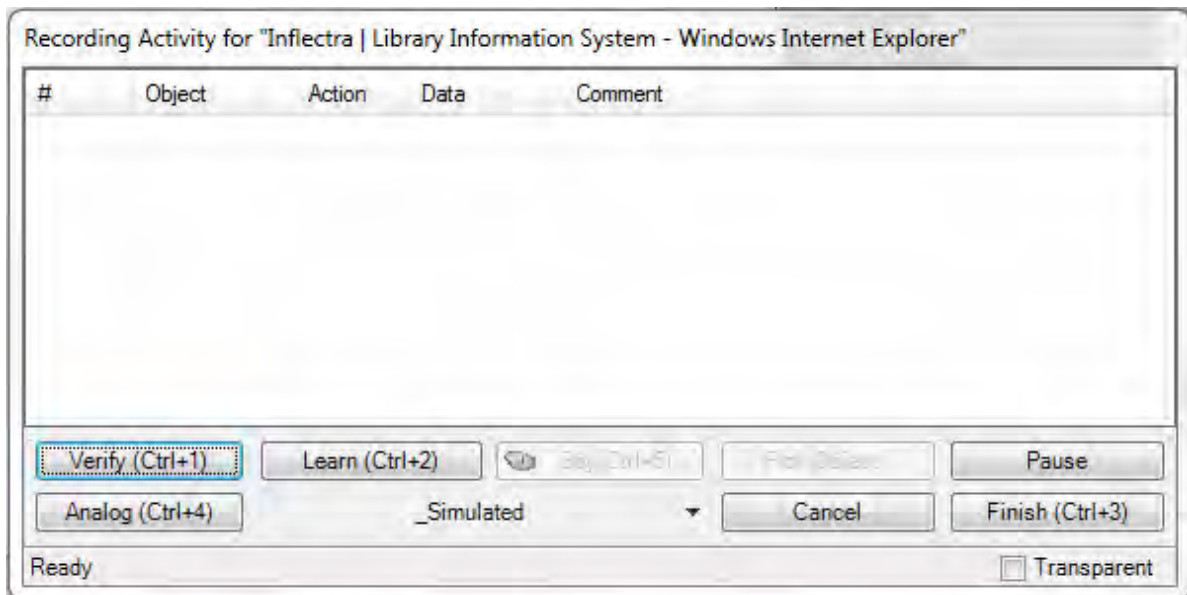 Recording Activity for "Inflectra | Library Information System - Windows Internet Explorer"
# Object Action Data Comment
Verify (Ctrl+1) Learn (Ctrl+2) Pause
Analog (Ctrl+4) _Simulated Cancel Finish (Ctrl+3)
Ready Transparent